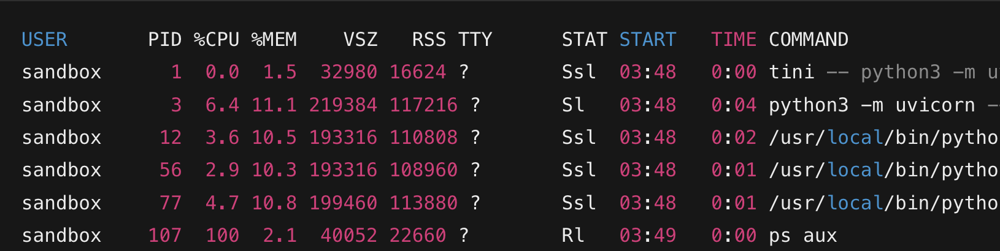 USER PID %CPU %MEM VSZ RSS TTY STAT START TIME COMMAND
sandbox 1 0.0 1.5 32980 16624 ? Ssl 03:48 0:00 tini -- python3 -m u
sandbox 3 6.4 11.1 219384 117216 ? Sl 03:48 0:04 python3 -m uvicorn --
sandbox 12 3.6 10.5 193316 110808 ? Ssl 03:48 0:02 /usr/local/bin/pytho
sandbox 56 2.9 10.3 193316 108960 ? Ssl 03:48 0:01 /usr/local/bin/pytho
sandbox 77 4.7 10.8 199460 113880 ? Ssl 03:48 0:01 /usr/local/bin/pytho
sandbox 107 100 2.1 40052 22660 ? Rl 03:49 0:00 ps aux